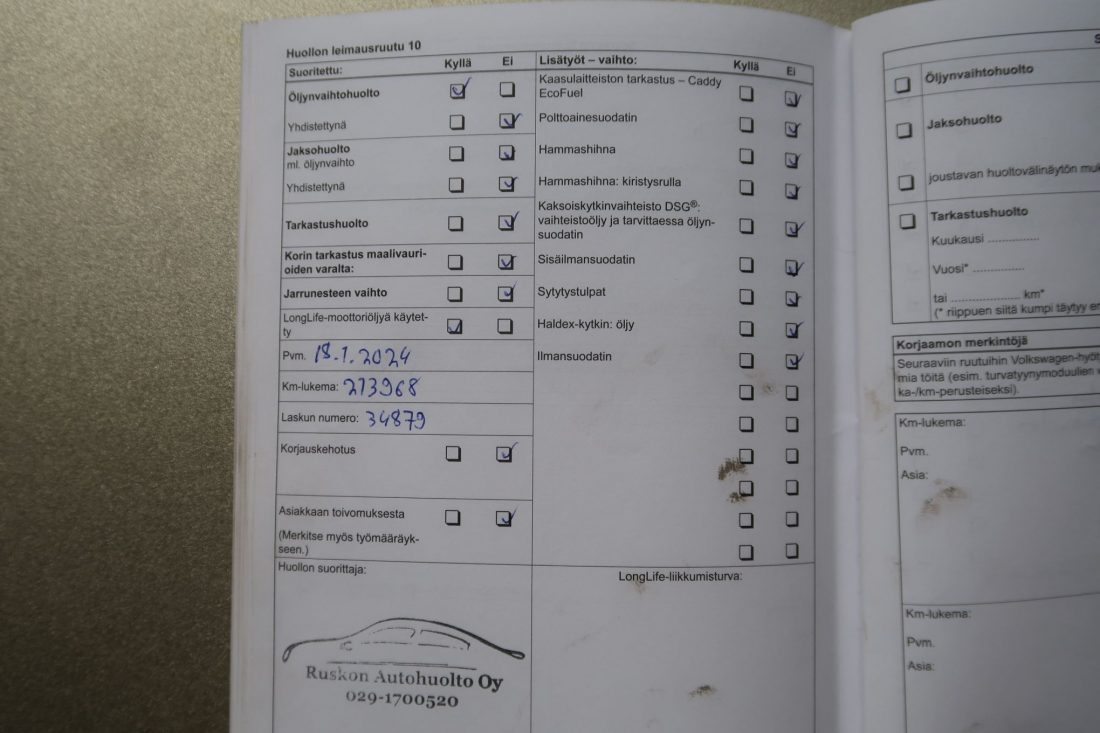 Huollon leimausruutu 10
Suoritettu: Kyllä Ei
Öljynvaihtohuolto
Yhdistettynä
Jaksohuolto
ml. öljynvaihto
Yhdistettynä
Tarkastushuolto
Korin tarkastus maalivauri-
oiden varalta:
Jarrunesteen vaihto
LongLife-moottoriöljyä käytet-
ty
Pvm. 18.1.2024
Km-lukema: 273968
Laskun numero: 34879
Korjauskehotus
Asiakkaan toivomuksesta
(Merkitse myös työmääräyk-
seen.)
Huollon suorittaja:
Ruskon Autohuolto Oy
029-1700520
Lisätyöt – vaihto: Kyllä Ei
Kaasulaitteiston tarkastus – Caddy
EcoFuel
Polttoainesuodatin
Hammashihna
Hammashihna: kiristysrulla
Kaksoiskytkinvaihteisto DSG®:
vaihteistoöljy ja tarvittaessa öljyn-
suodatin
Sisäilmansuodatin
Sytytystulpat
Haldex-kytkin: öljy
Ilmansuodatin
LongLife-liikkumisturva:
S
Öljynvaihtohuolto
Jaksohuolto
joustavan huoltovälinäytön muk
Tarkastushuolto
Kuukausi ................
Vuosi* ................
tai ..................... km*
(* riippuen siitä kumpi täytyy en
Korjaamon merkintöjä
Seuraaviin ruutuihin Volkswagen-hyöt
mia töitä (esim. turvatyynymoduulien v
ka-/km-perusteiseksi).
Km-lukema:
Pvm.
Asia:
Km-lukema:
Pvm.
Asia: